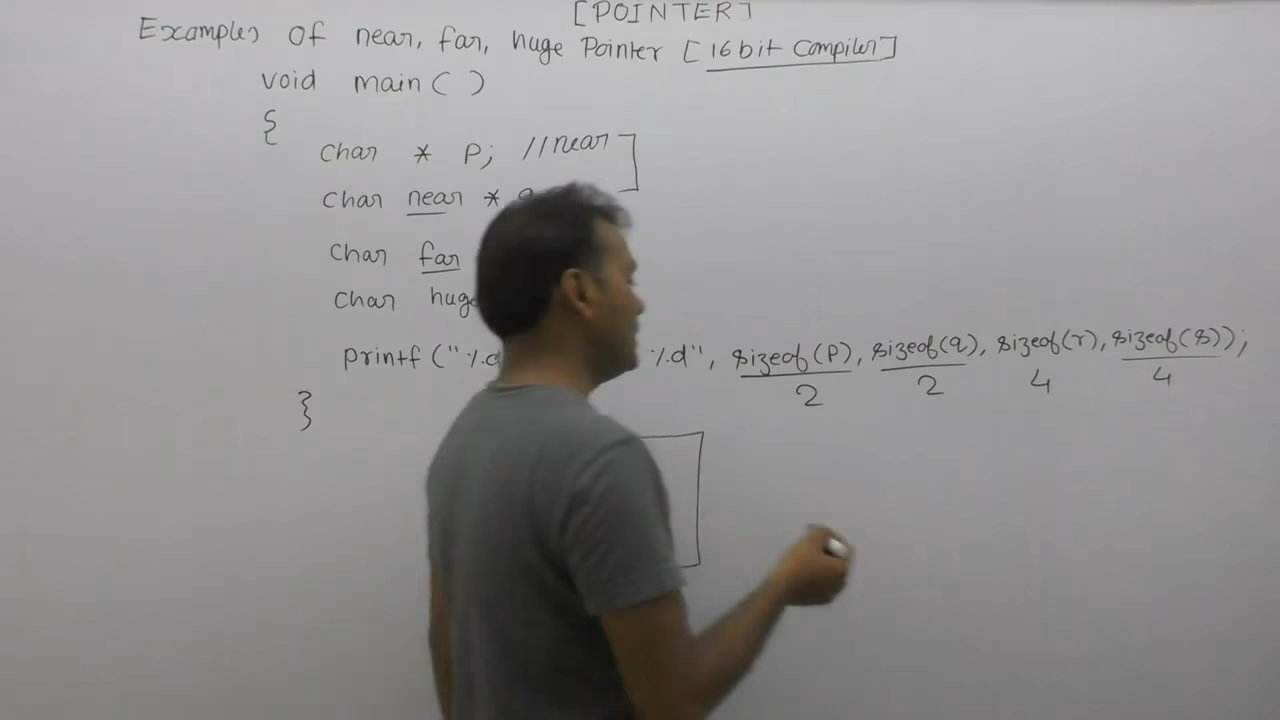 [POINTER]
Examples of near, far, huge Pointer [16 bit Compiler]
void main( )
{
char * P; //near
char near *
char far
char huge
printf("%d %d", sizeof(P), sizeof(q), sizeof(r), sizeof(s));
2 2 4 4
}